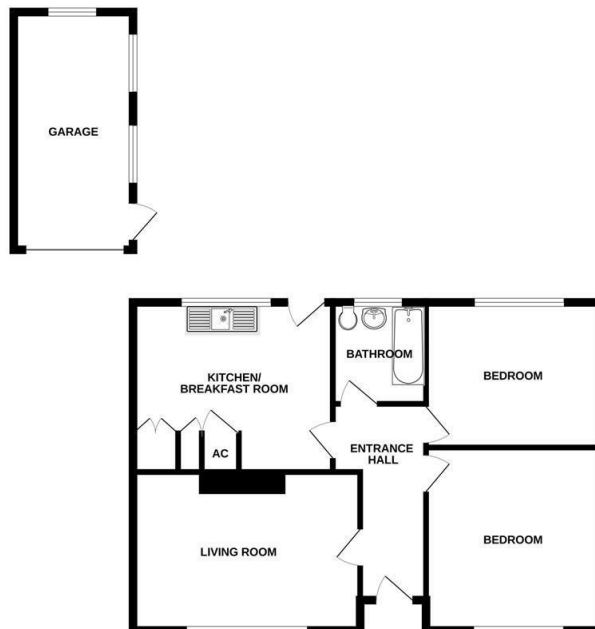 GARAGE
KITCHEN/
BREAKFAST ROOM
BATHROOM
BEDROOM
AC
ENTRANCE
HALL
LIVING ROOM
BEDROOM